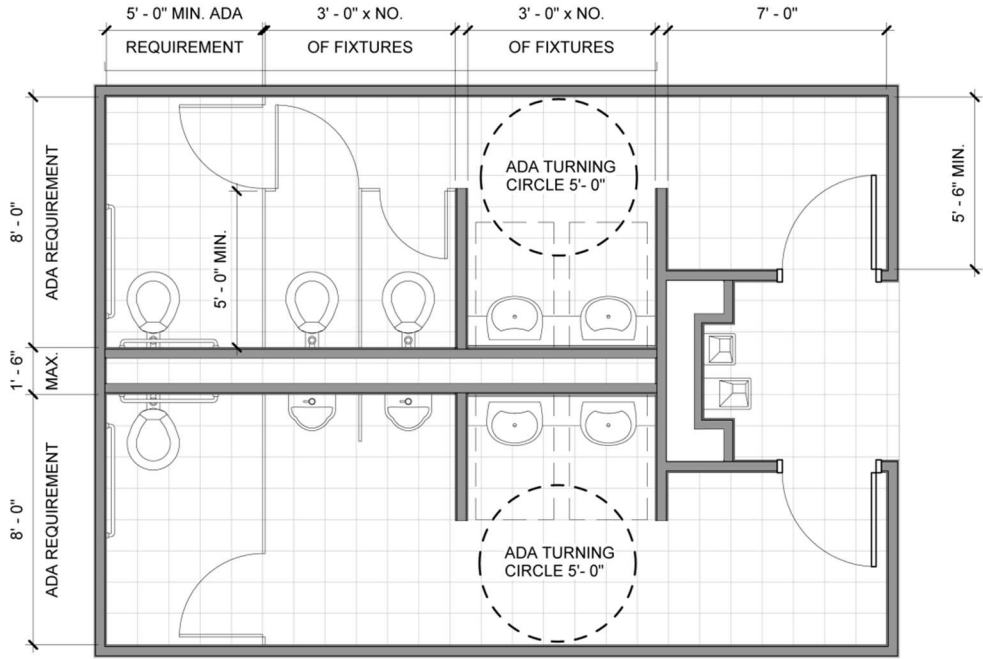 5' - 0" MIN. ADA
REQUIREMENT
3' - 0" x NO.
OF FIXTURES
3' - 0" x NO.
OF FIXTURES
7' - 0"
8' - 0"
ADA REQUIREMENT
5' - 0" MIN.
ADA TURNING
CIRCLE 5'- 0"
5' - 6" MIN.
1' - 6"
MAX.
8' - 0"
ADA REQUIREMENT
ADA TURNING
CIRCLE 5'- 0"